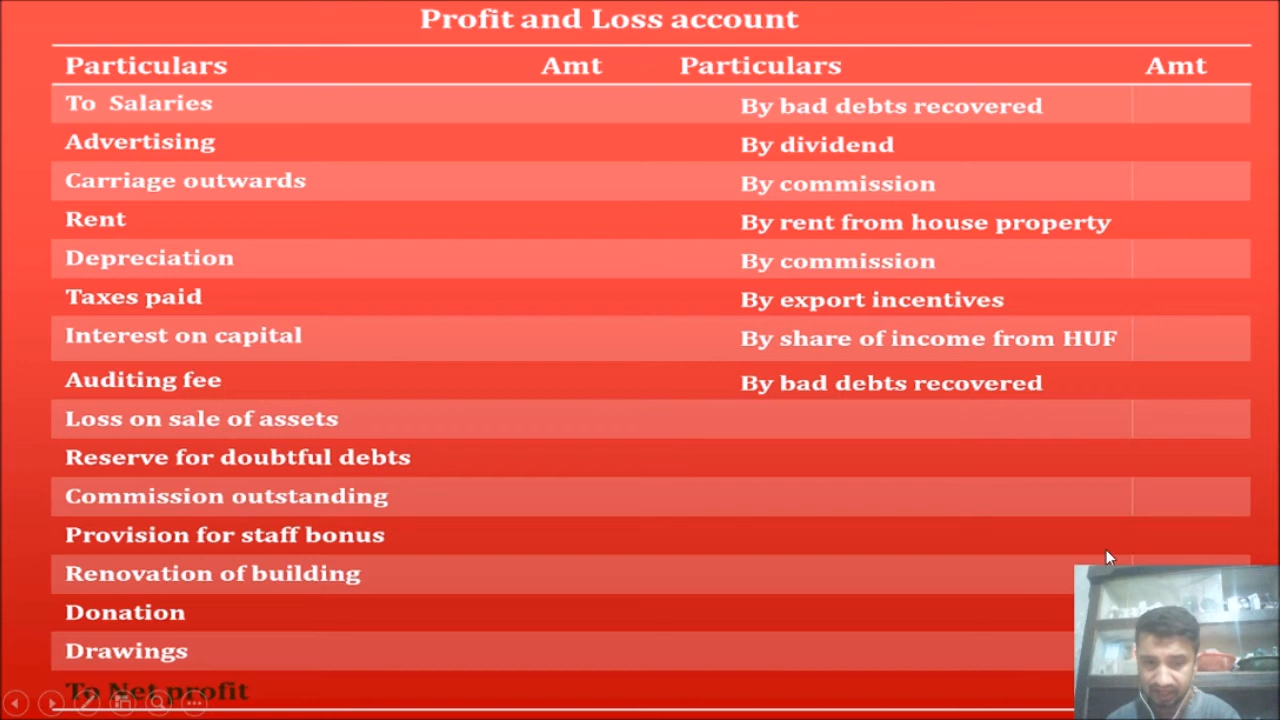 Profit and Loss account
Particulars Amt Particulars Amt
To Salaries By bad debts recovered
Advertising By dividend
Carriage outwards By commission
Rent By rent from house property
Depreciation By commission
Taxes paid By export incentives
Interest on capital By share of income from HUF
Auditing fee By bad debts recovered
Loss on sale of assets
Reserve for doubtful debts
Commission outstanding
Provision for staff bonus
Renovation of building
Donation
Drawings
To Net profit